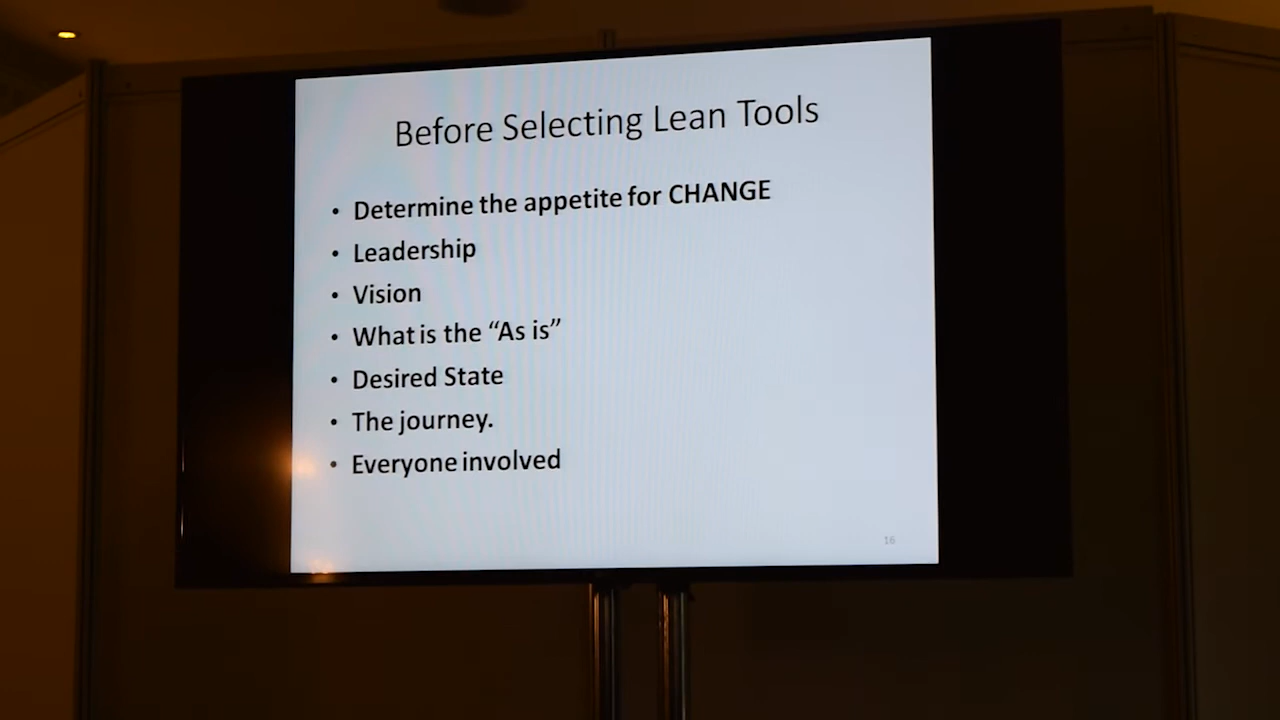 Before Selecting Lean Tools
• Determine the appetite for CHANGE
• Leadership
• Vision
• What is the “As is”
• Desired State
• The journey.
• Everyone involved
16